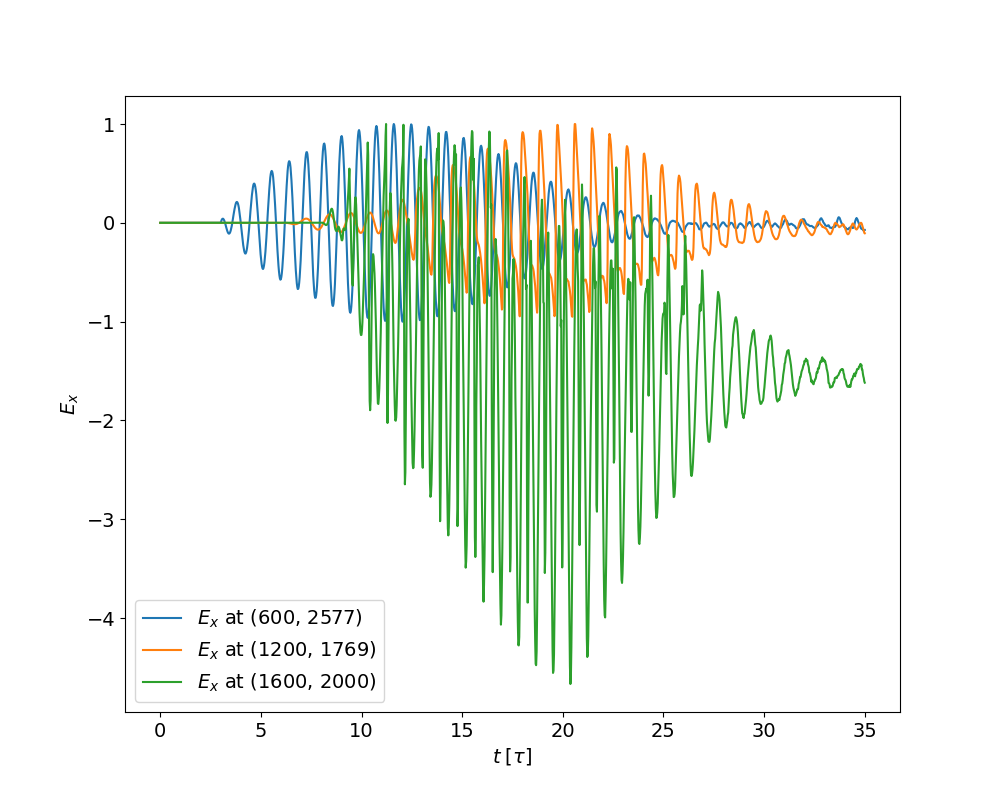 1
0
−1
−2
−3
−4
E_x
E_x at (600, 2577)
E_x at (1200, 1769)
E_x at (1600, 2000)
0 5 10 15 20 25 30 35
t [τ]